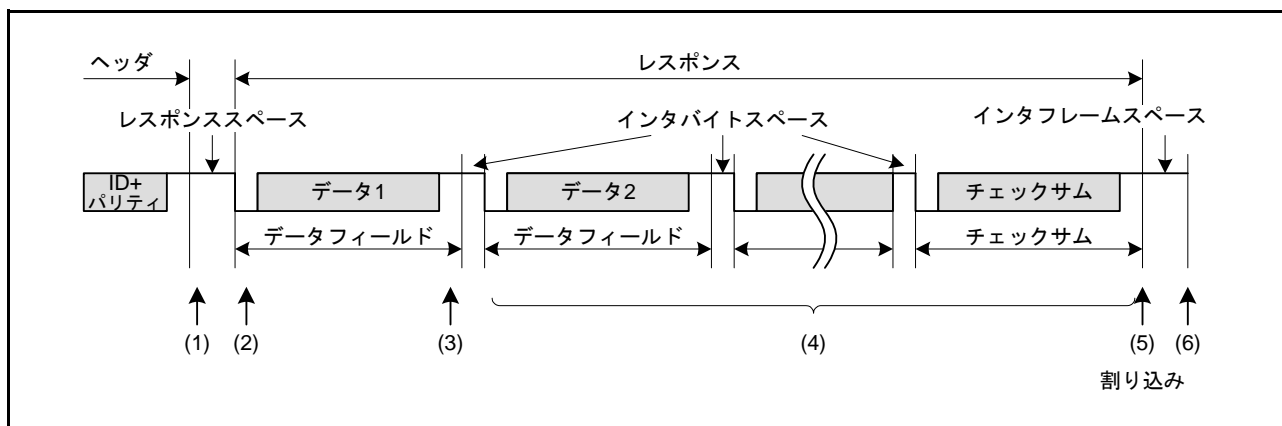 ヘッダ
レスポンス
レスポンススペース
インタバイトスペース
インタフレームスペース
ID+
パリティ
データ1
データ2
チェックサム
データフィールド
データフィールド
チェックサム
(1)
(2)
(3)
(4)
(5)
(6)
割り込み